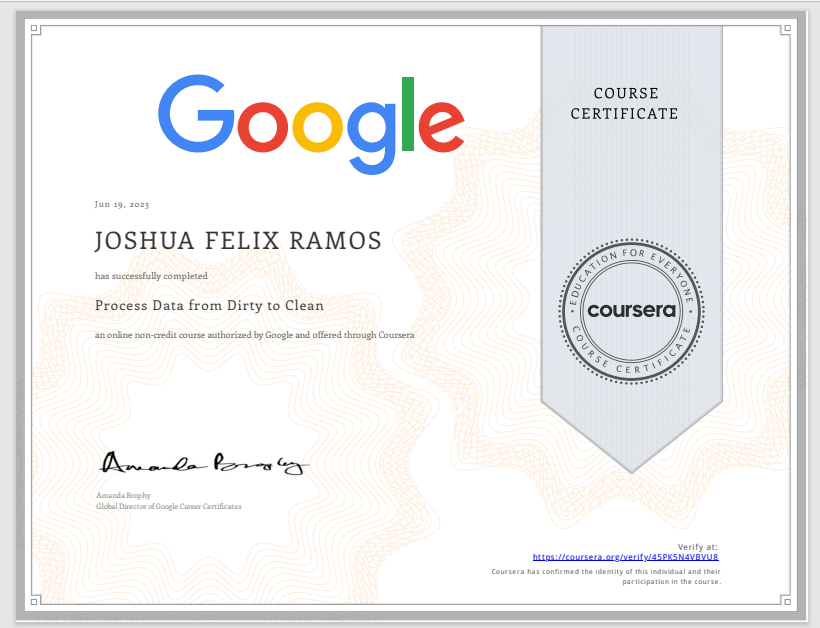 Google
COURSE
CERTIFICATE
Jun 19, 2023
JOSHUA FELIX RAMOS
has successfully completed
Process Data from Dirty to Clean
an online non-credit course authorized by Google and offered through Coursera
EDUCATION FOR EVERYONE
coursera
COURSE CERTIFICATE
Amanda Brophy
Amanda Brophy
Global Director of Google Career Certificates
Verify at:
https://coursera.org/verify/45PK5N4VBVU8
Coursera has confirmed the identity of this individual and their
participation in the course.